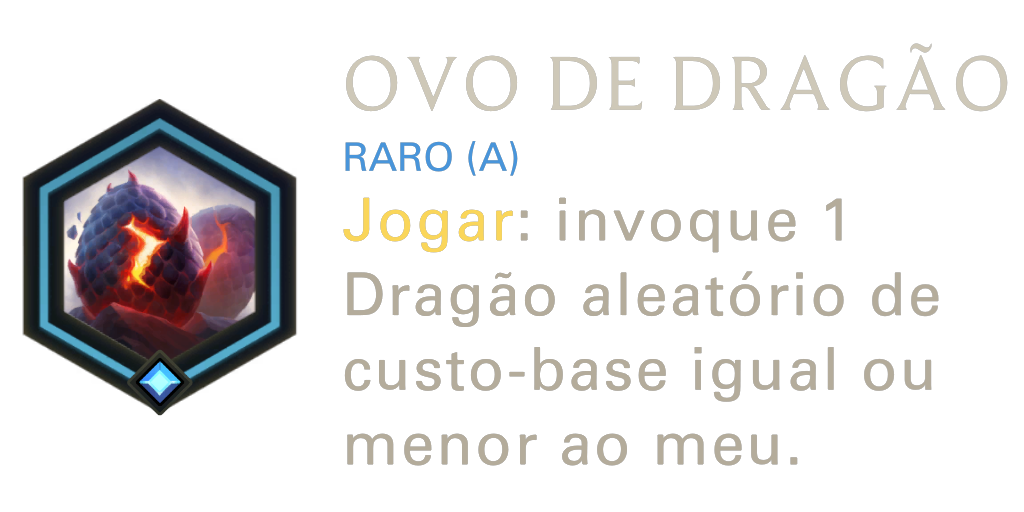 OVO DE DRAGÃO
RARO (A)
Jogar: invoque 1
Dragão aleatório de
custo-base igual ou
menor ao meu.